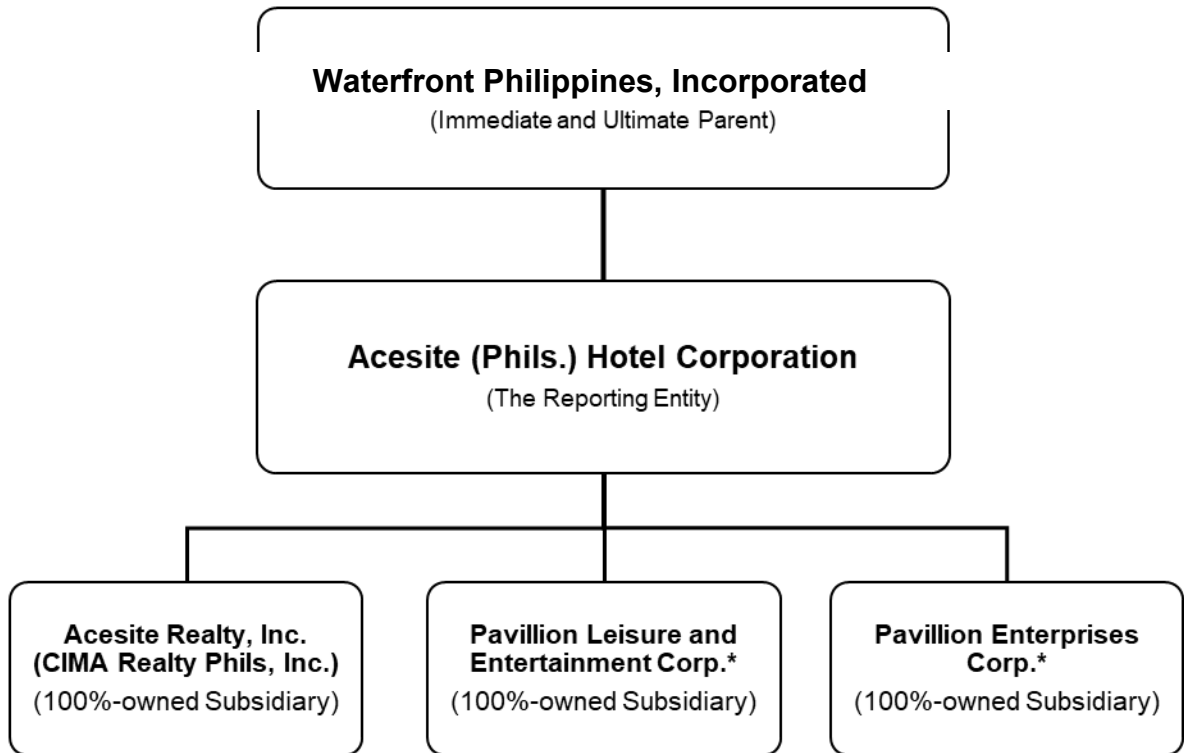 Waterfront Philippines, Incorporated
(Immediate and Ultimate Parent)
Acesite (Phils.) Hotel Corporation
(The Reporting Entity)
Acesite Realty, Inc.
(CIMA Realty Phils, Inc.)
(100%-owned Subsidiary)
Pavillion Leisure and
Entertainment Corp.*
(100%-owned Subsidiary)
Pavillion Enterprises
Corp.*
(100%-owned Subsidiary)